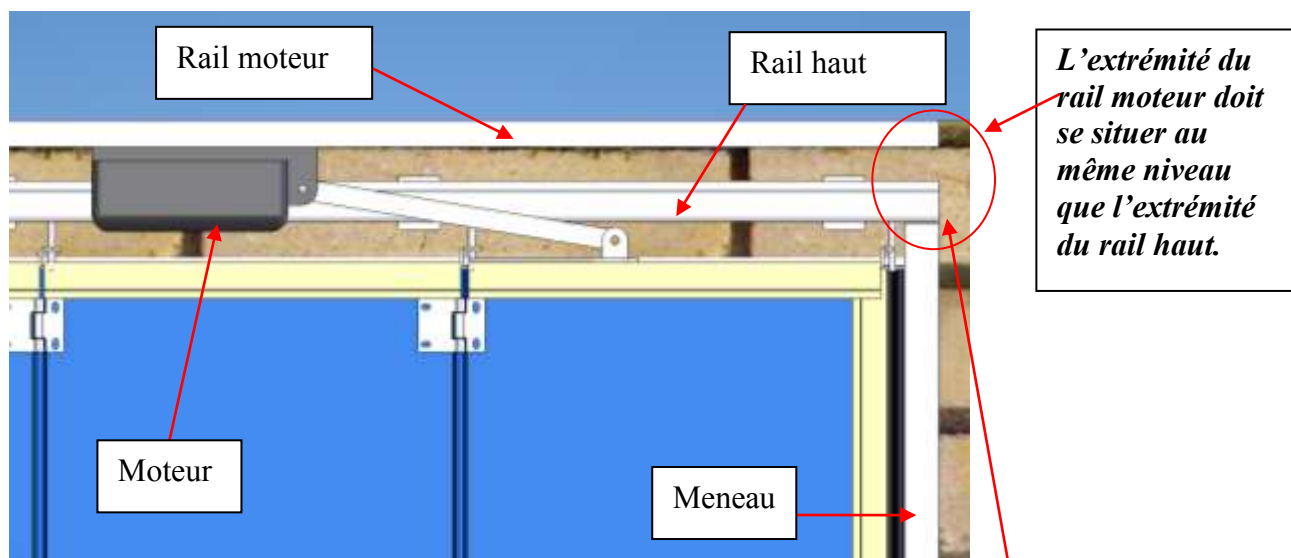 Rail moteur
Rail haut
L’extrémité du
rail moteur doit
se situer au
même niveau
que l’extrémité
du rail haut.
Moteur
Meneau